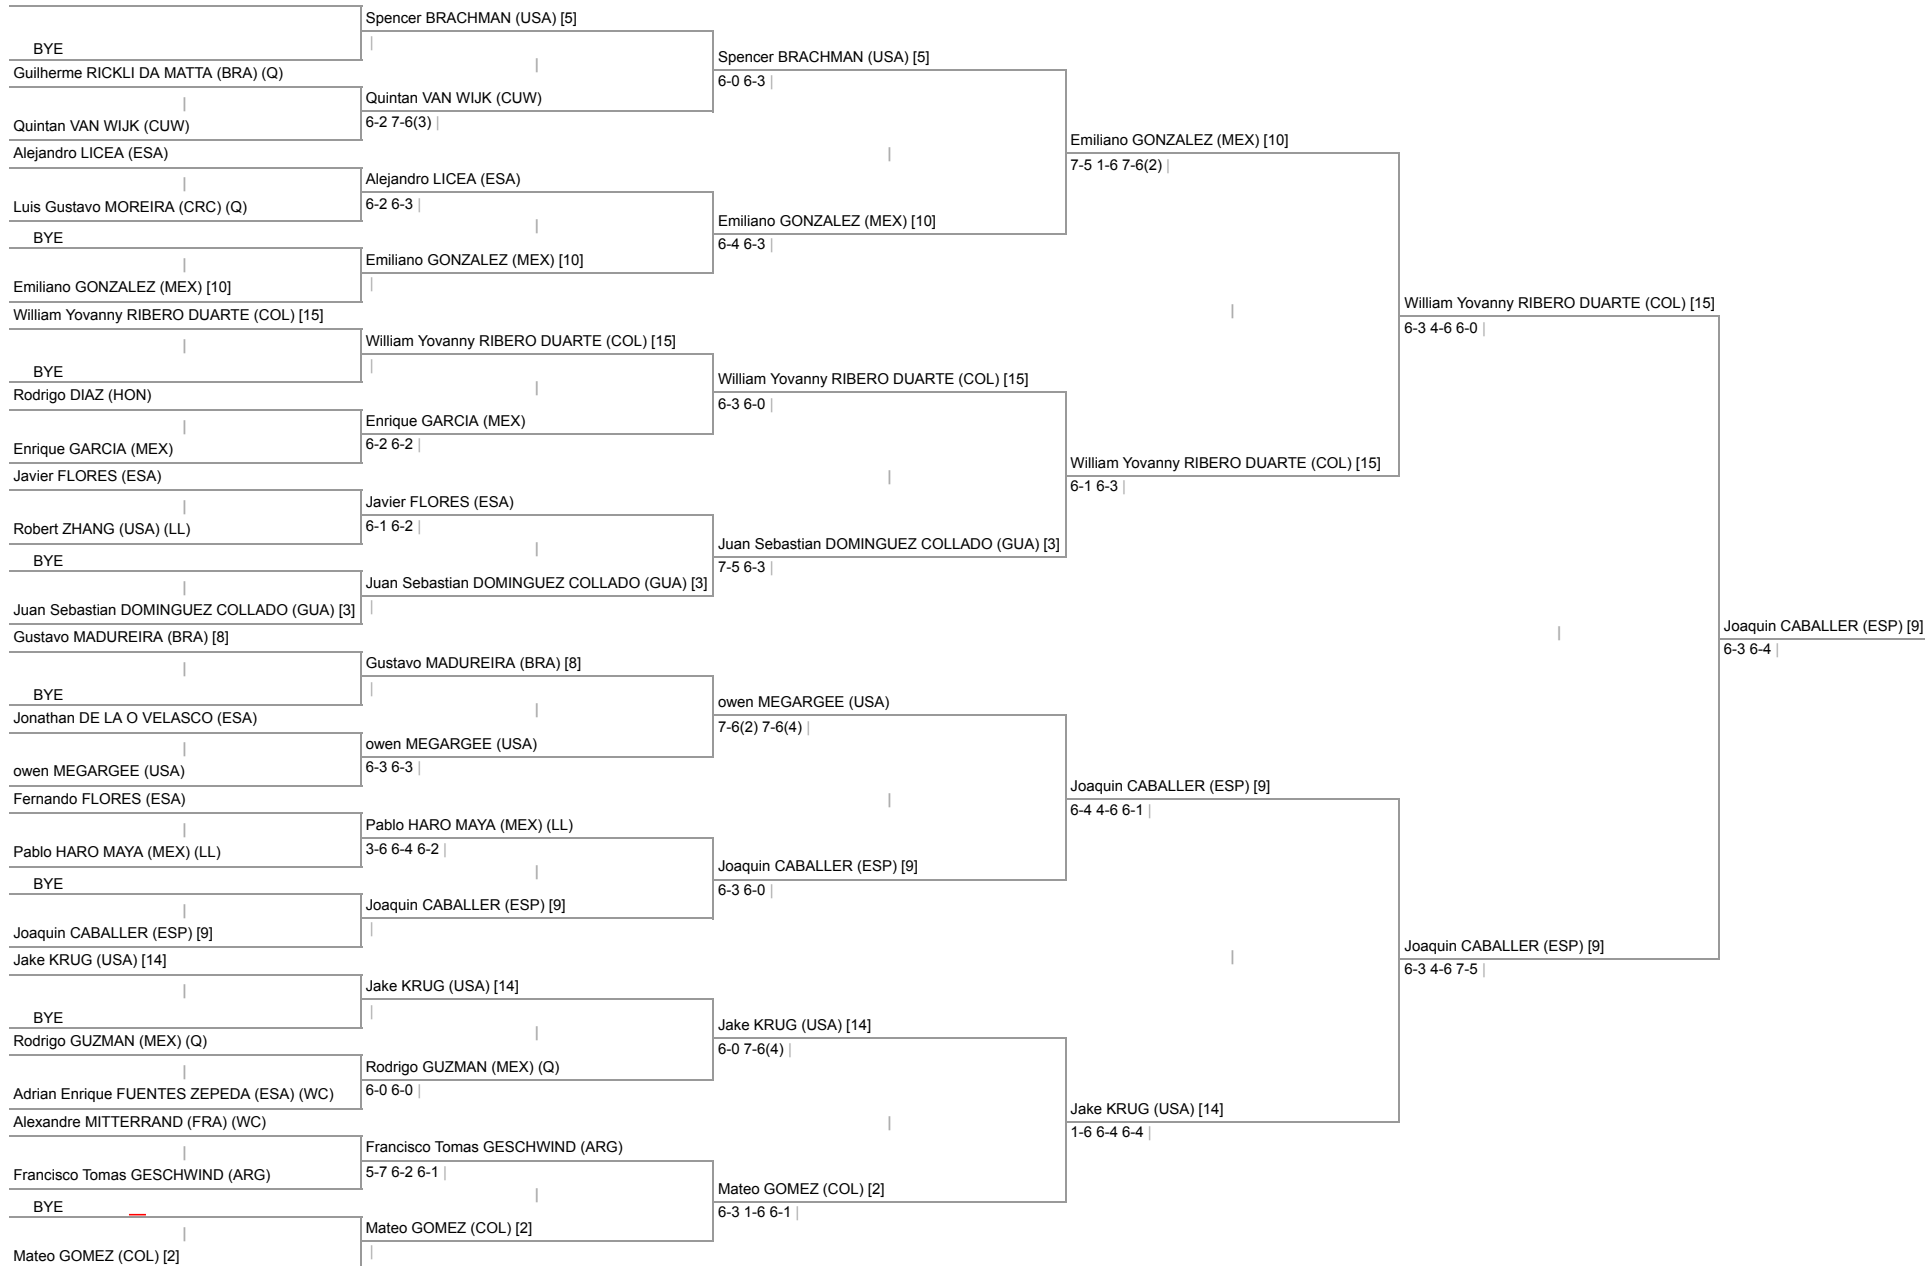 Spencer BRACHMAN (USA) [5]
BYE
Spencer BRACHMAN (USA) [5]
6-0 6-3
Guilherme RICKLI DA MATTA (BRA) (Q)
Quintan VAN WIJK (CUW)
6-2 7-6(3)
Quintan VAN WIJK (CUW)
Emiliano GONZALEZ (MEX) [10]
7-5 1-6 7-6(2)
Alejandro LICEA (ESA)
Alejandro LICEA (ESA)
6-2 6-3
Luis Gustavo MOREIRA (CRC) (Q)
Emiliano GONZALEZ (MEX) [10]
6-4 6-3
BYE
Emiliano GONZALEZ (MEX) [10]
Emiliano GONZALEZ (MEX) [10]
William Yovanny RIBERO DUARTE (COL) [15]
6-3 4-6 6-0
William Yovanny RIBERO DUARTE (COL) [15]
William Yovanny RIBERO DUARTE (COL) [15]
BYE
William Yovanny RIBERO DUARTE (COL) [15]
6-3 6-0
Rodrigo DIAZ (HON)
Enrique GARCIA (MEX)
6-2 6-2
Enrique GARCIA (MEX)
William Yovanny RIBERO DUARTE (COL) [15]
6-1 6-3
Javier FLORES (ESA)
Javier FLORES (ESA)
6-1 6-2
Robert ZHANG (USA) (LL)
Juan Sebastian DOMINGUEZ COLLADO (GUA) [3]
7-5 6-3
BYE
Juan Sebastian DOMINGUEZ COLLADO (GUA) [3]
Juan Sebastian DOMINGUEZ COLLADO (GUA) [3]
Joaquin CABALLER (ESP) [9]
6-3 6-4
Gustavo MADUREIRA (BRA) [8]
Gustavo MADUREIRA (BRA) [8]
BYE
owen MEGARGEE (USA)
7-6(2) 7-6(4)
Jonathan DE LA O VELASCO (ESA)
owen MEGARGEE (USA)
6-3 6-3
owen MEGARGEE (USA)
Joaquin CABALLER (ESP) [9]
6-4 4-6 6-1
Fernando FLORES (ESA)
Pablo HARO MAYA (MEX) (LL)
3-6 6-4 6-2
Pablo HARO MAYA (MEX) (LL)
Joaquin CABALLER (ESP) [9]
6-3 6-0
BYE
Joaquin CABALLER (ESP) [9]
Joaquin CABALLER (ESP) [9]
Joaquin CABALLER (ESP) [9]
6-3 4-6 7-5
Jake KRUG (USA) [14]
Jake KRUG (USA) [14]
BYE
Jake KRUG (USA) [14]
6-0 7-6(4)
Rodrigo GUZMAN (MEX) (Q)
Rodrigo GUZMAN (MEX) (Q)
6-0 6-0
Adrian Enrique FUENTES ZEPEDA (ESA) (WC)
Jake KRUG (USA) [14]
1-6 6-4 6-4
Alexandre MITTERRAND (FRA) (WC)
Francisco Tomas GESCHWIND (ARG)
5-7 6-2 6-1
Francisco Tomas GESCHWIND (ARG)
Mateo GOMEZ (COL) [2]
6-3 1-6 6-1
BYE
Mateo GOMEZ (COL) [2]
Mateo GOMEZ (COL) [2]